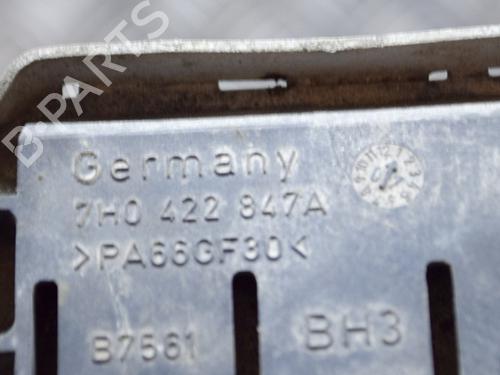 B-PARTS
Germany
7H0 422 847A
>PA66GF30<
B7561
BH3